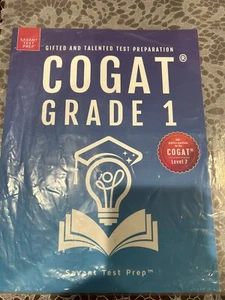 SAVANT
TEST
PREP
GIFTED AND TALENTED TEST PREPARATION
COGAT®
GRADE 1
COGAT®
Level 7
Savant Test Prep™